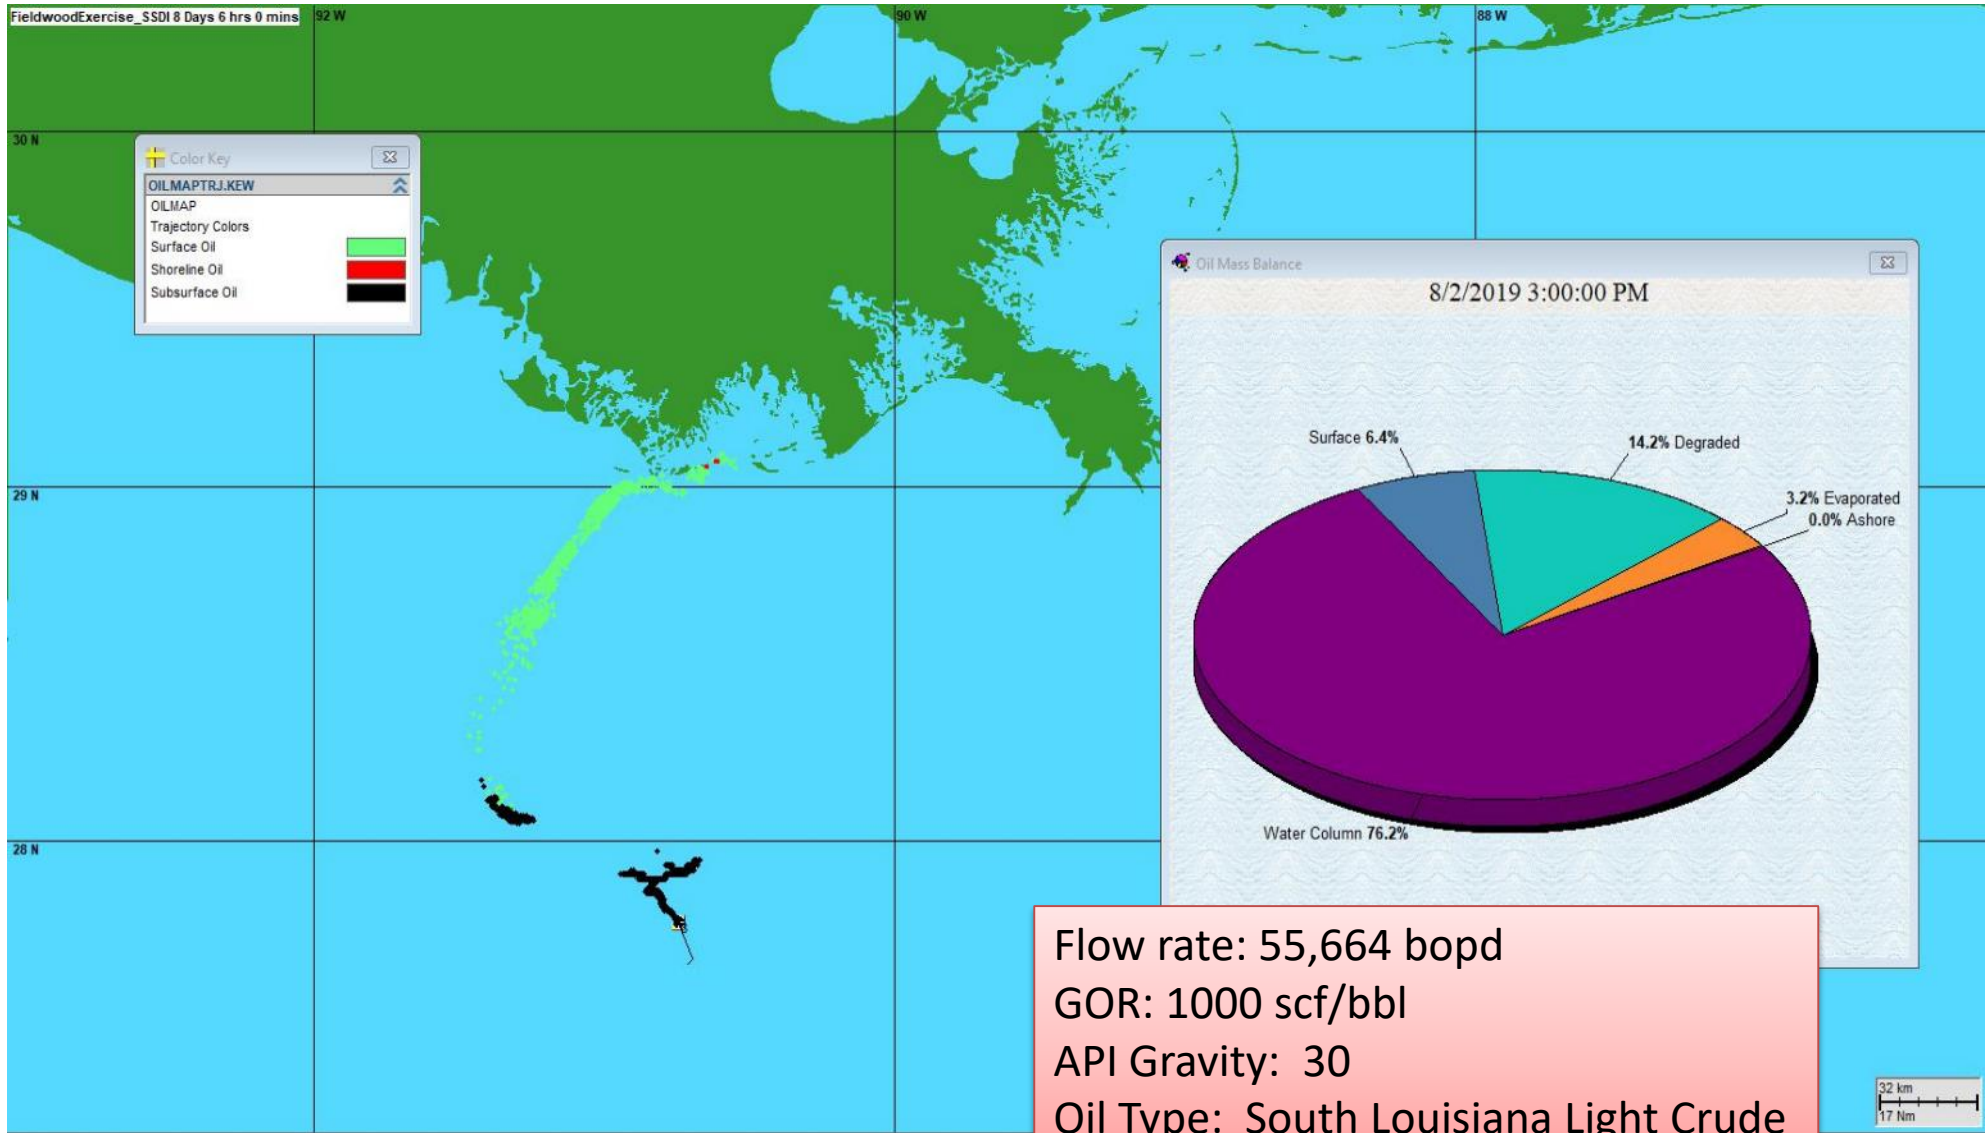 FieldwoodExercise_SSDI 8 Days 6 hrs 0 mins
92 W
90 W
88 W
30 N
Color Key
OILMAPTRJ.KEW
OILMAP
Trajectory Colors
Surface Oil
Shoreline Oil
Subsurface Oil
Oil Mass Balance
8/2/2019 3:00:00 PM
Surface 6.4%
14.2% Degraded
3.2% Evaporated
0.0% Ashore
Water Column 76.2%
29 N
28 N
Flow rate: 55,664 bopd
GOR: 1000 scf/bbl
API Gravity: 30
Oil Type: South Louisiana Light Crude
32 km
17 Nm